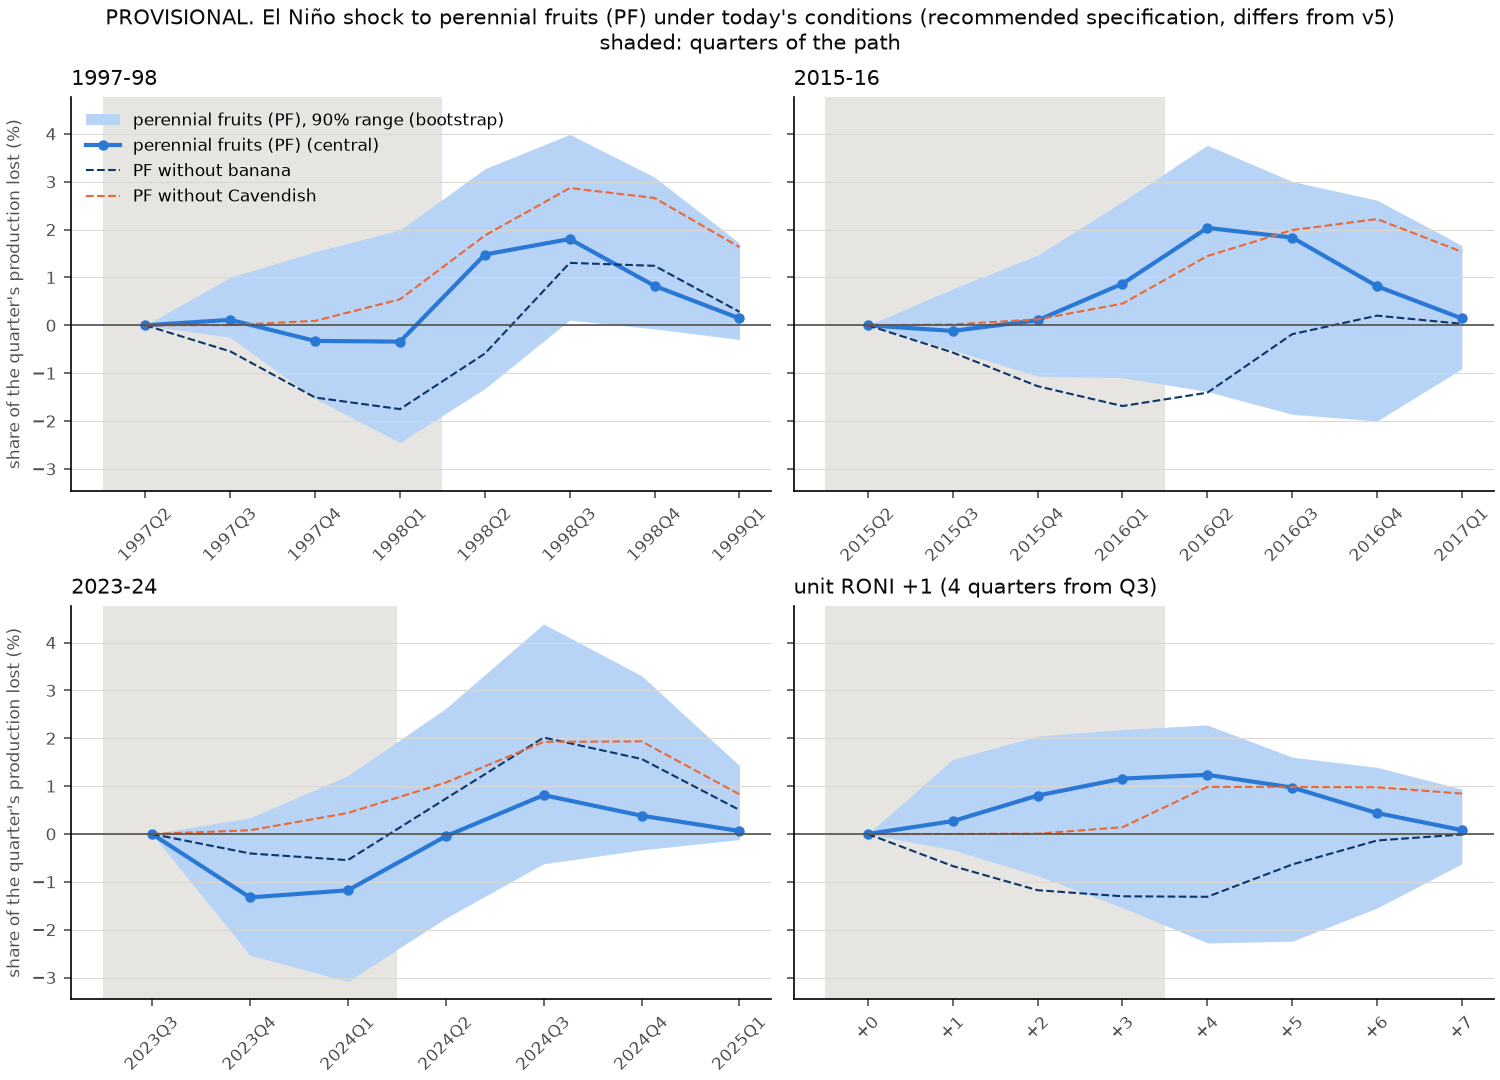 PROVISIONAL. El Niño shock to perennial fruits (PF) under today's conditions (recommended specification, differs from v5)
shaded: quarters of the path
1997-98
share of the quarter's production lost (%)
4
3
2
1
0
−1
−2
−3
perennial fruits (PF), 90% range (bootstrap)
perennial fruits (PF) (central)
PF without banana
PF without Cavendish
1997Q2
1997Q3
1997Q4
1998Q1
1998Q2
1998Q3
1998Q4
1999Q1
2015-16
2015Q2
2015Q3
2015Q4
2016Q1
2016Q2
2016Q3
2016Q4
2017Q1
2023-24
share of the quarter's production lost (%)
4
3
2
1
0
−1
−2
−3
2023Q3
2023Q4
2024Q1
2024Q2
2024Q3
2024Q4
2025Q1
unit RONI +1 (4 quarters from Q3)
+0
+1
+2
+3
+4
+5
+6
+7